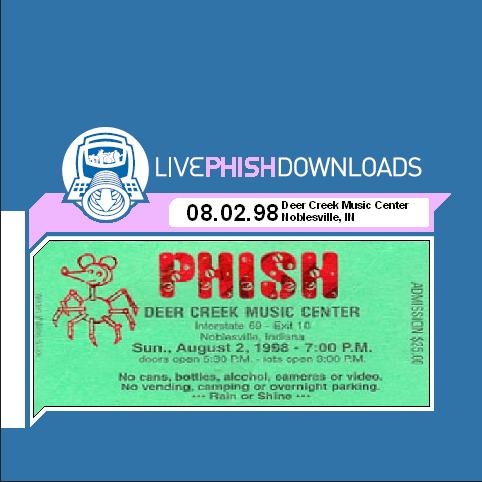 LIVEPHISHDOWNLOADS
08.02.98
Deer Creek Music Center
Noblesville, IN
PHISH
DEER CREEK MUSIC CENTER
Interstate 69 - Exit 10
Noblesville, Indiana
Sun., August 2, 1998 - 7:00 P.M.
doors open 5:30 P.M. - lots open 3:00 P.M.
No cans, bottles, alcohol, cameras or video.
No vending, camping or overnight parking.
--- Rain or Shine ---
ADMISSION $25.00